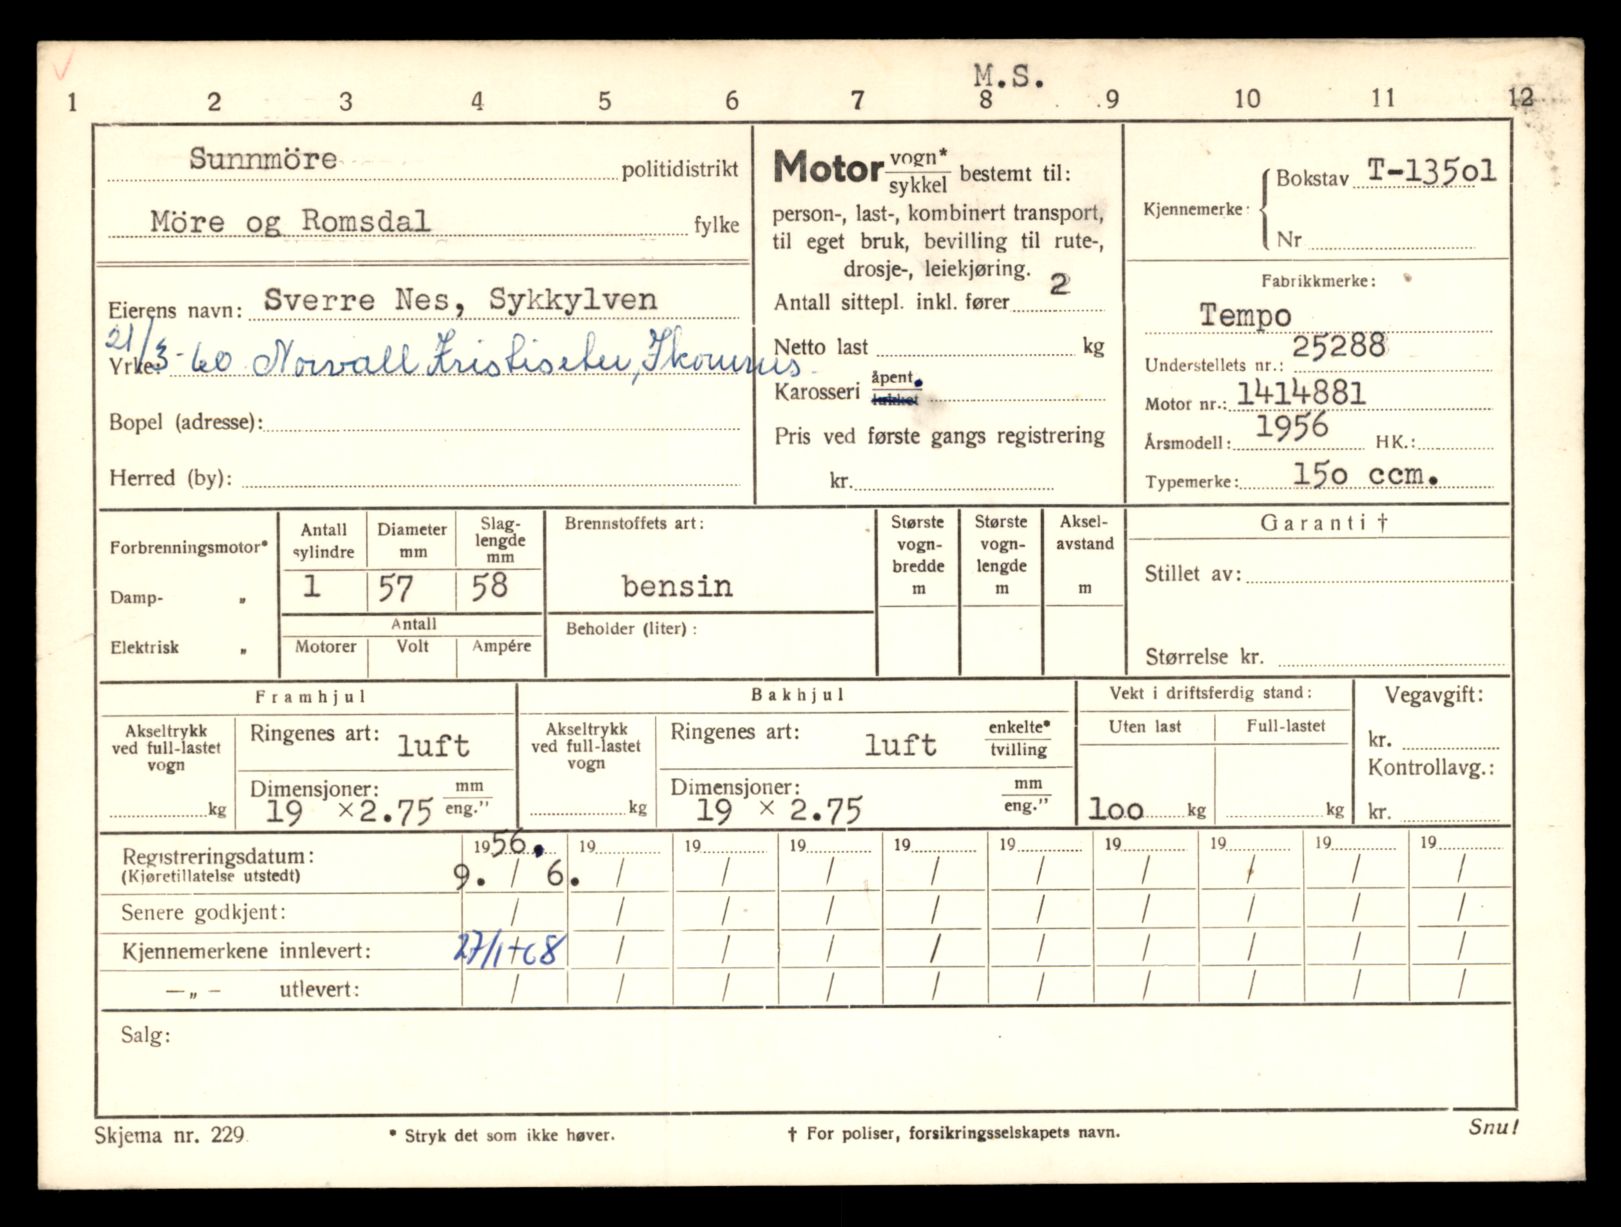 M.S.
1 2 3 4 5 6 7 8 9 10 11 12
Sunnmöre politidistrikt
Möre og Romsdal fylke
Eierens navn: Sverre Nes, Sykkylven
21/3-60 Norvall Kristiseter,
Yrke:
Bopel (adresse):
Herred (by):
Motor vogn*/sykkel bestemt til:
person-, last-, kombinert transport,
til eget bruk, bevilling til rute-,
drosje-, leiekjøring.
Antall sittepl. inkl. fører 2
Netto last kg
Karosseri åpent. lukket
Pris ved første gangs registrering
kr.
Kjennemerke: Bokstav T-13501
Nr
Fabrikkmerke:
Tempo
Understellets nr.: 25288
Motor nr.: 1414881
Årsmodell: 1956 HK.:
Typemerke: 150 ccm.
Forbrenningsmotor*
Damp- „
Elektrisk „
Antall sylindre
Diameter mm
Slaglengde mm
1 57 58
Antall
Motorer Volt Ampére
Brennstoffets art:
bensin
Beholder (liter):
Største vogn-bredde m
Største vogn-lengde m
Aksel-avstand m
Garanti †
Stillet av:
Størrelse kr.
Framhjul
Akseltrykk ved full-lastet vogn
kg
Ringenes art: luft
Dimensjoner: mm
19 ×2.75 eng."
Bakhjul
Akseltrykk ved full-lastet vogn
kg
Ringenes art: luft enkelte* tvilling
Dimensjoner: mm
19 × 2.75 eng."
Vekt i driftsferdig stand:
Uten last Full-lastet
100 kg kg
Vegavgift:
kr.
Kontrollavg.:
kr.
Registreringsdatum: 1956. 19 19 19 19 19 19 19 19 19
(Kjøretillatelse utstedt) 9. / 6. / / / / / / / / /
Senere godkjent: / / / / / / / / / /
Kjennemerkene innlevert: 27/1-68 / / / / / / / / /
— „ — utlevert: / / / / / / / / / /
Salg:
Skjema nr. 229 * Stryk det som ikke høver. † For poliser, forsikringsselskapets navn. Snu!